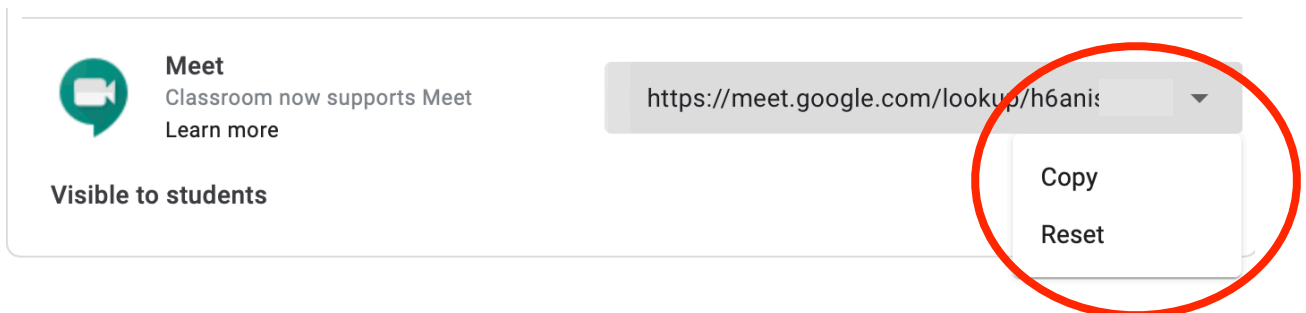 Meet
Classroom now supports Meet
Learn more
https://meet.google.com/lookup/h6anis
Visible to students
Copy
Reset